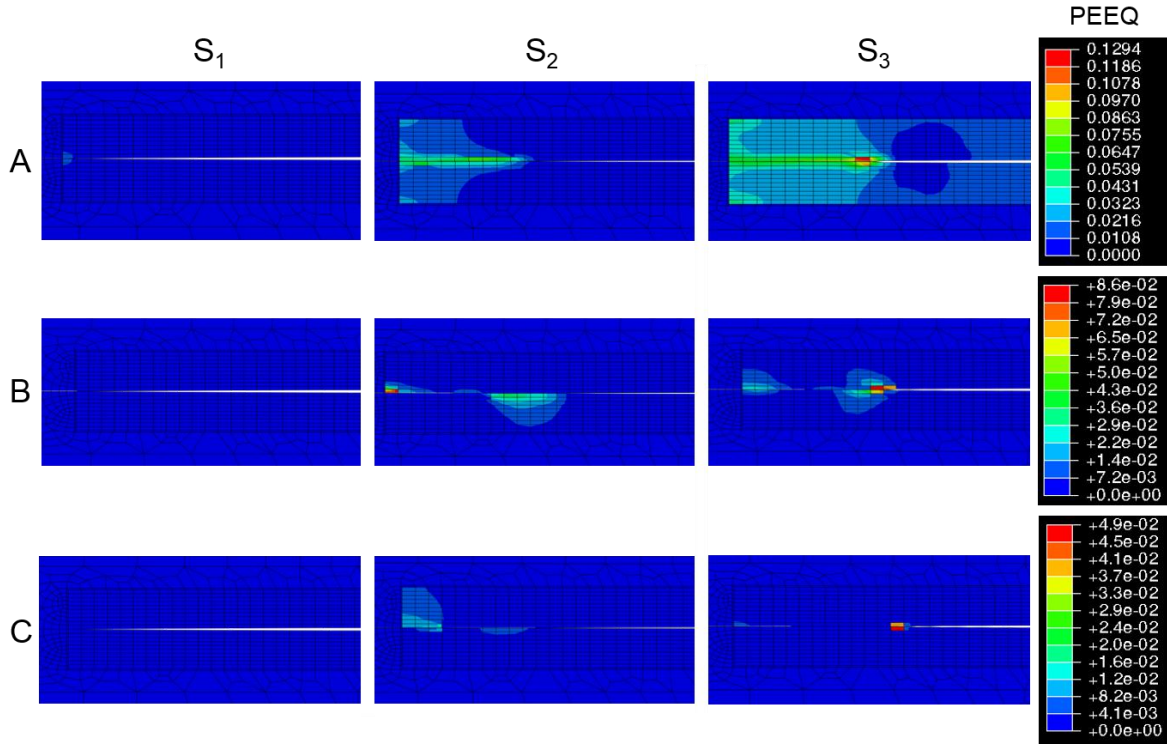 PEEQ
S₁ S₂ S₃
A
0.1294
0.1186
0.1078
0.0970
0.0863
0.0755
0.0647
0.0539
0.0431
0.0323
0.0216
0.0108
0.0000
B
+8.6e-02
+7.9e-02
+7.2e-02
+6.5e-02
+5.7e-02
+5.0e-02
+4.3e-02
+3.6e-02
+2.9e-02
+2.2e-02
+1.4e-02
+7.2e-03
+0.0e+00
C
+4.9e-02
+4.5e-02
+4.1e-02
+3.7e-02
+3.3e-02
+2.9e-02
+2.4e-02
+2.0e-02
+1.6e-02
+1.2e-02
+8.2e-03
+4.1e-03
+0.0e+00